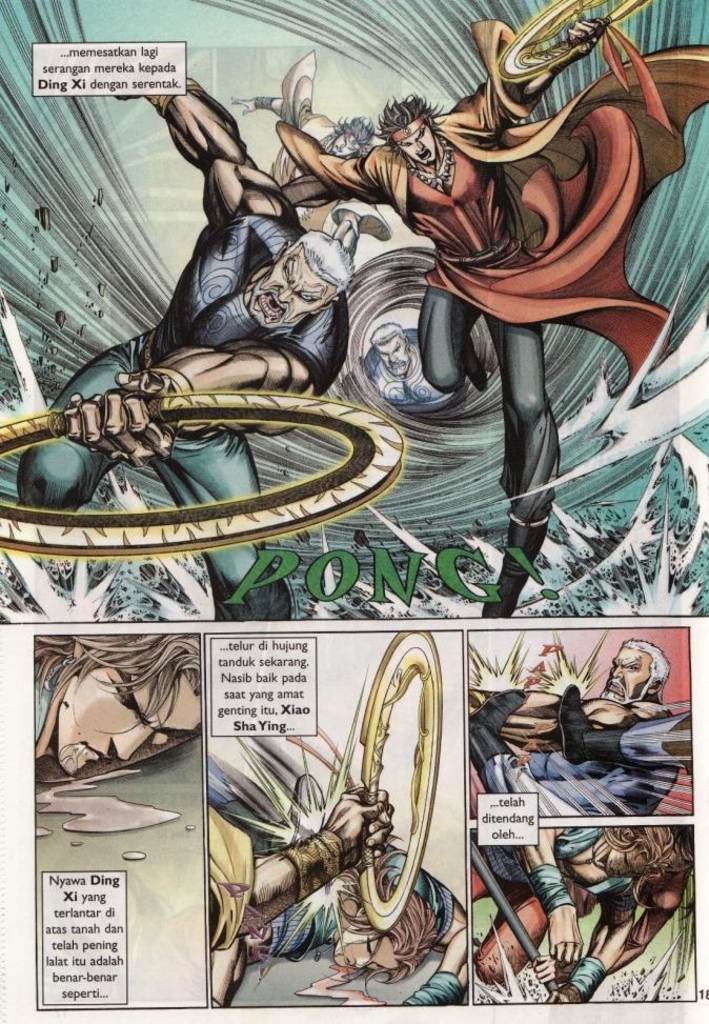 ...memesatkan lagi
serangan mereka kepada
Ding Xi dengan serentak.
PONG!
Nyawa Ding
Xi yang
terlantar di
atas tanah dan
telah pening
lalat itu adalah
benar-benar
seperti...
...telur di hujung
tanduk sekarang.
Nasib baik pada
saat yang amat
genting itu, Xiao
Sha Ying...
...telah
ditendang
oleh...
18